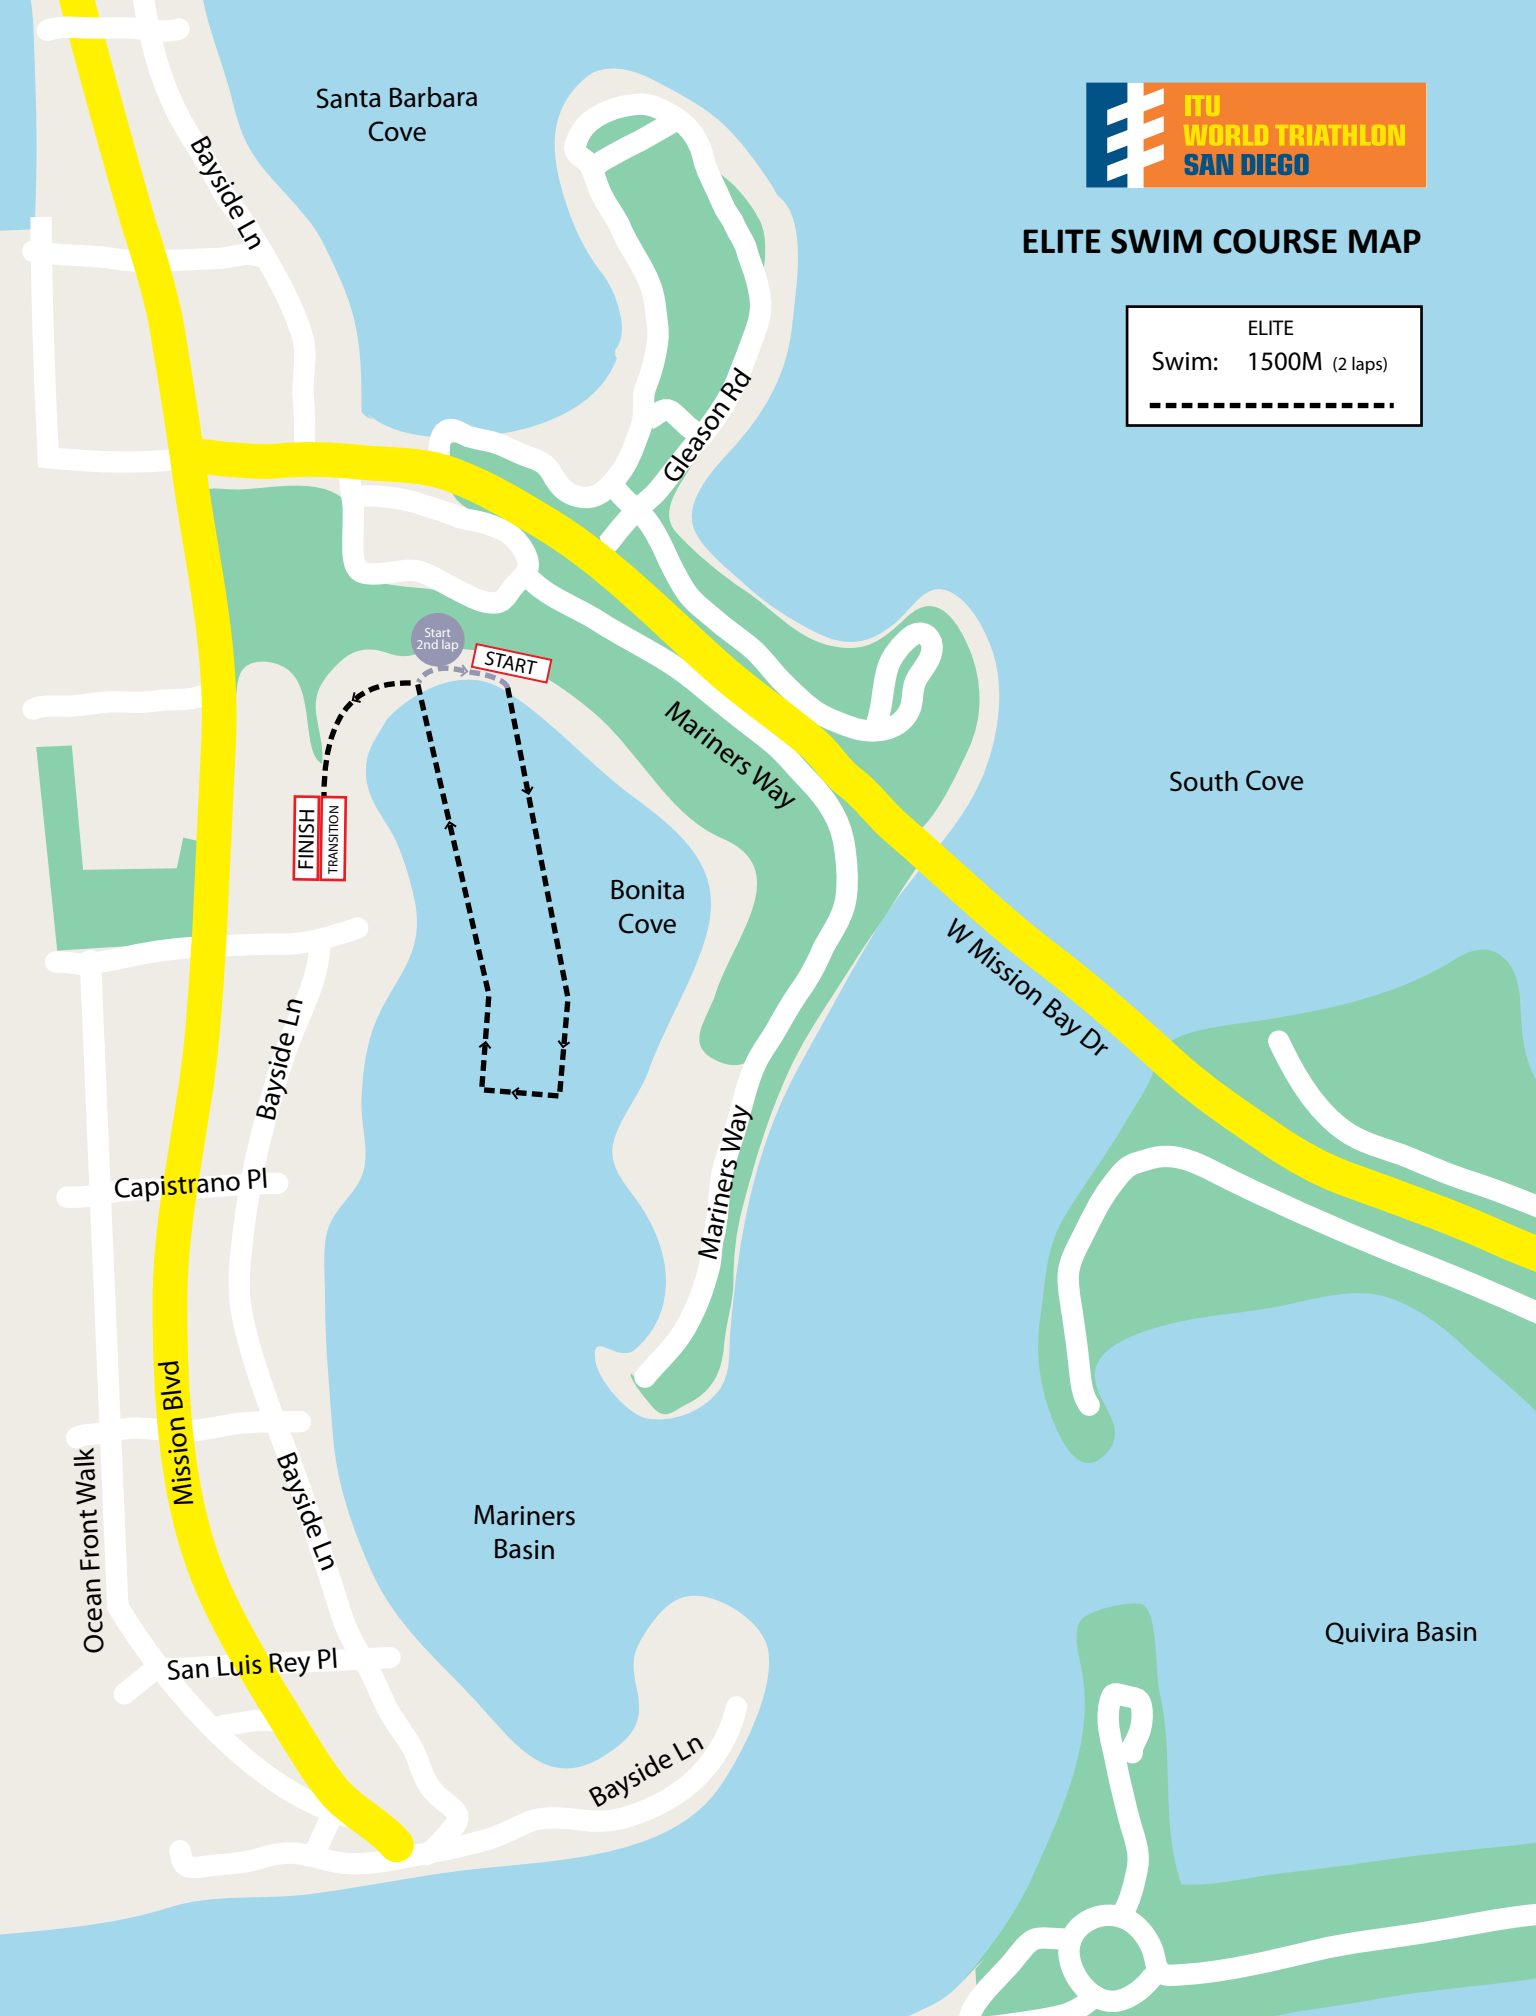 Santa Barbara
Cove
ITU
WORLD TRIATHLON
SAN DIEGO
ELITE SWIM COURSE MAP
ELITE
Swim: 1500M (2 laps)
Bayside Ln
Gleason Rd
Start
2nd lap
START
Mariners Way
South Cove
FINISH
TRANSITION
Bonita
Cove
W Mission Bay Dr
Bayside Ln
Mariners Way
Capistrano Pl
Mission Blvd
Ocean Front Walk
Bayside Ln
Mariners
Basin
Quivira Basin
San Luis Rey Pl
Bayside Ln